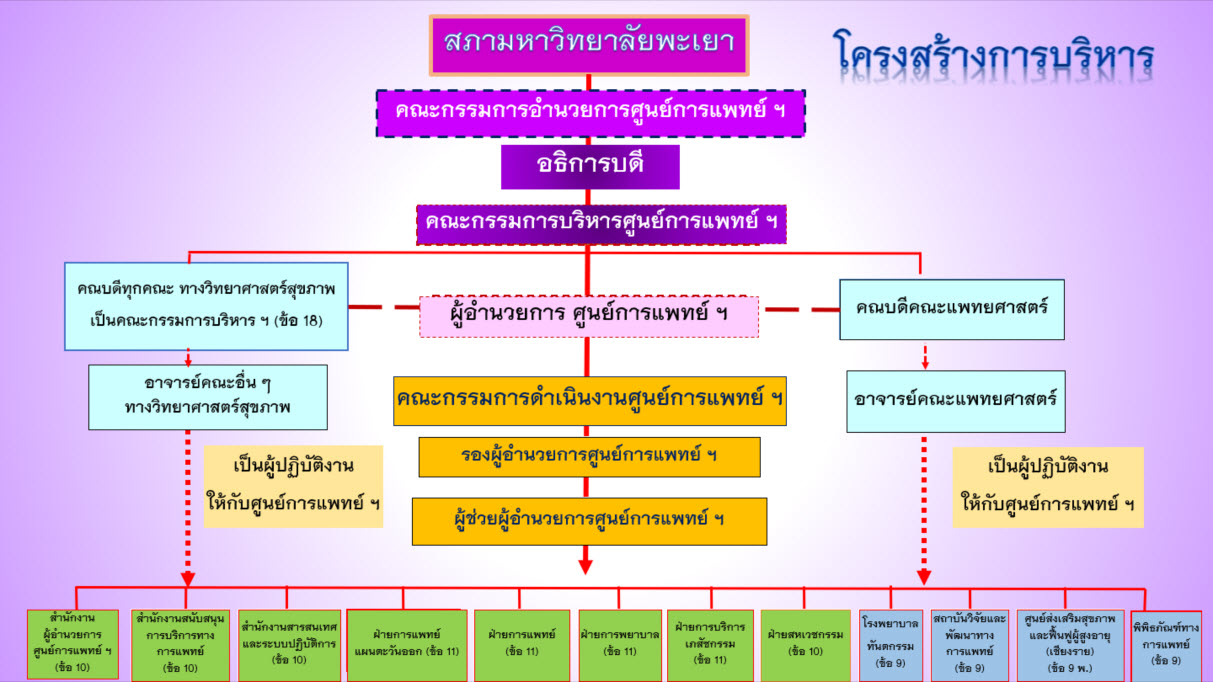 สภามหาวิทยาลัยพะเยา
โครงสร้างการบริหาร
คณะกรรมการอำนวยการศูนย์การแพทย์ ฯ
อธิการบดี
คณะกรรมการบริหารศูนย์การแพทย์ ฯ
คณบดีทุกคณะ ทางวิทยาศาสตร์สุขภาพ
เป็นคณะกรรมการบริหาร ฯ (ข้อ 18)
ผู้อำนวยการ ศูนย์การแพทย์ ฯ
คณบดีคณะแพทยศาสตร์
อาจารย์คณะอื่น ๆ
ทางวิทยาศาสตร์สุขภาพ
คณะกรรมการดำเนินงานศูนย์การแพทย์ ฯ
อาจารย์คณะแพทยศาสตร์
เป็นผู้ปฏิบัติงาน
ให้กับศูนย์การแพทย์ ฯ
รองผู้อำนวยการศูนย์การแพทย์ ฯ
ผู้ช่วยผู้อำนวยการศูนย์การแพทย์ ฯ
เป็นผู้ปฏิบัติงาน
ให้กับศูนย์การแพทย์ ฯ
สำนักงาน
ผู้อำนวยการ
ศูนย์การแพทย์ ฯ
(ข้อ 10)
สำนักงานสนับสนุน
การบริการทาง
การแพทย์
(ข้อ 10)
สำนักงานสารสนเทศ
และระบบปฏิบัติการ
(ข้อ 10)
ฝ่ายการแพทย์
แผนตะวันออก (ข้อ 11)
ฝ่ายการแพทย์
(ข้อ 11)
ฝ่ายการพยาบาล
(ข้อ 11)
ฝ่ายการบริการ
เภสัชกรรม
(ข้อ 11)
ฝ่ายสหเวชกรรม
(ข้อ 10)
โรงพยาบาล
ทันตกรรม
(ข้อ 9)
สถาบันวิจัยและ
พัฒนาทาง
การแพทย์
(ข้อ 9)
ศูนย์ส่งเสริมสุขภาพ
และฟื้นฟูผู้สูงอายุ
(เชียงราย)
(ข้อ 9 พ.)
พิพิธภัณฑ์ทาง
การแพทย์
(ข้อ 9)